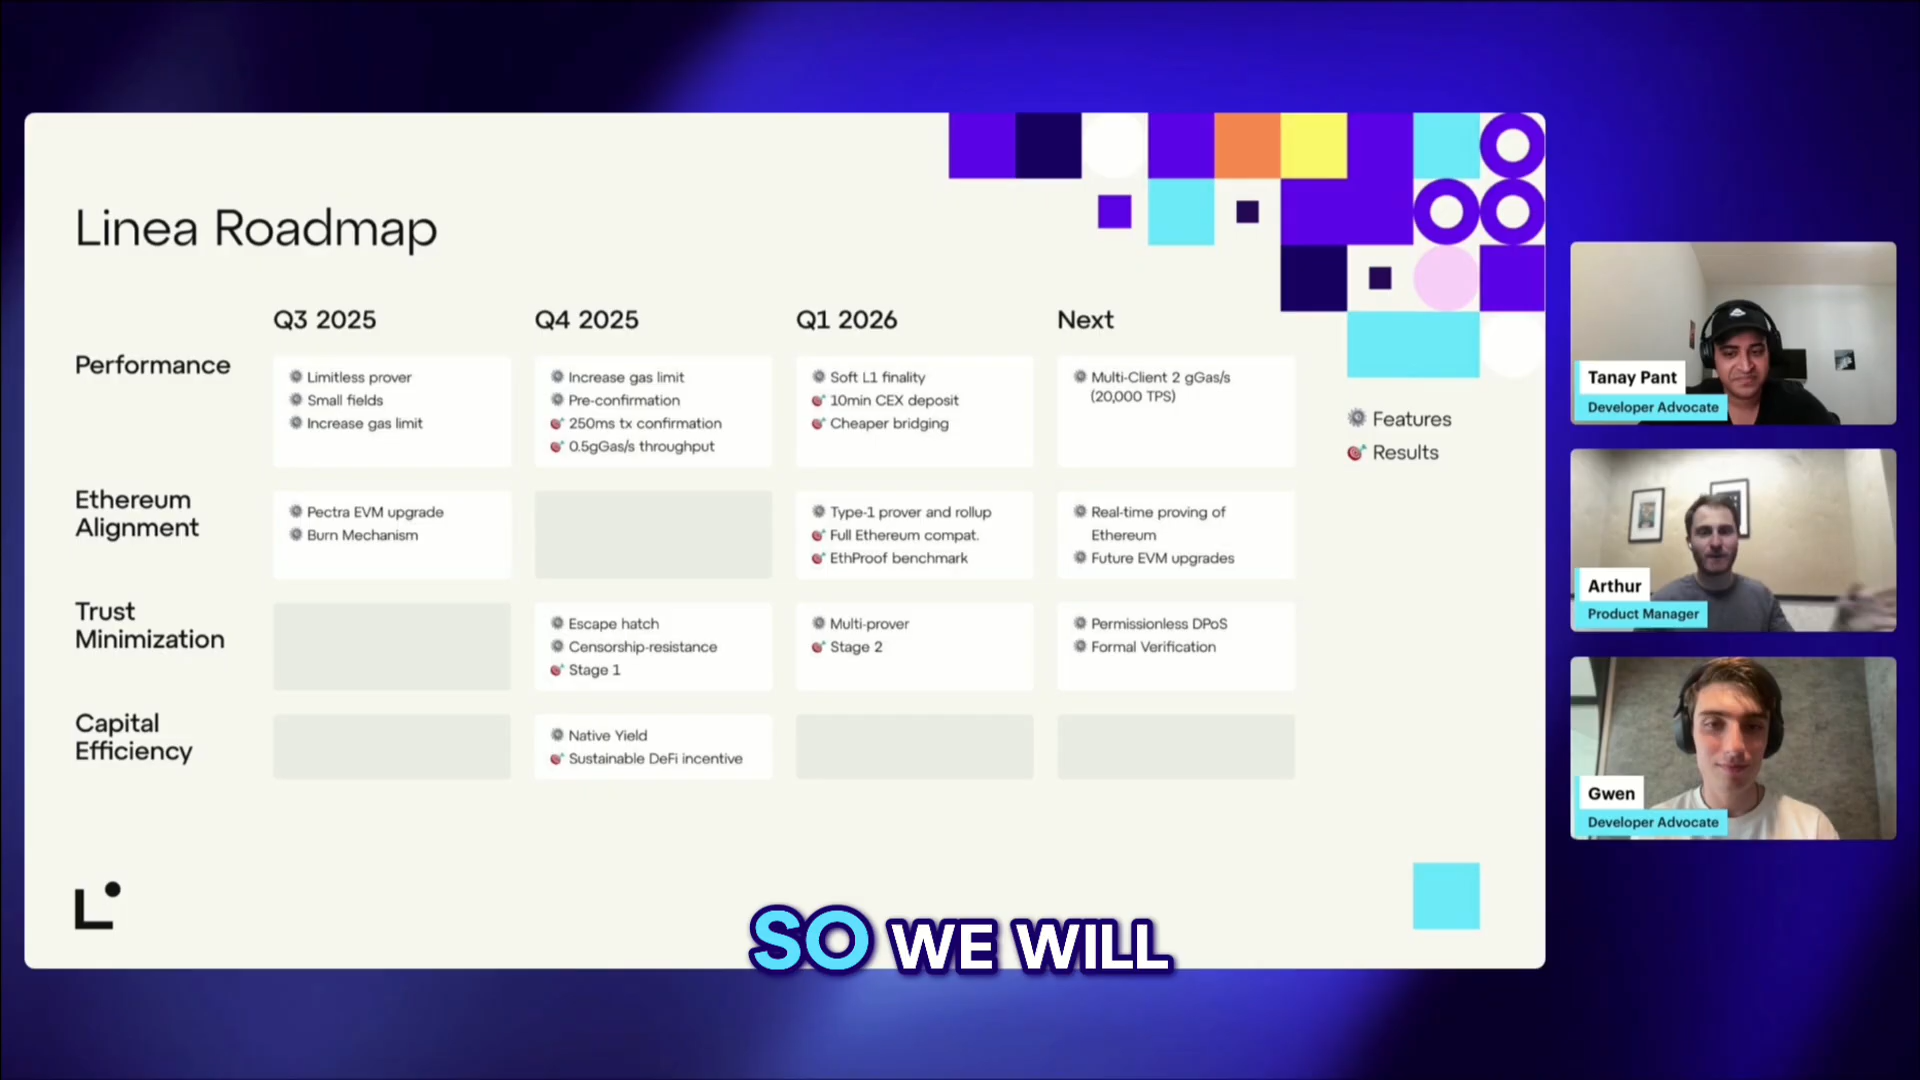 Linea Roadmap
Q3 2025
Q4 2025
Q1 2026
Next
Performance
Limitless prover
Small fields
Increase gas limit
Increase gas limit
Pre-confirmation
250ms tx confirmation
0.5gGas/s throughput
Soft L1 finality
10min CEX deposit
Cheaper bridging
Multi-Client 2 gGas/s
(20,000 TPS)
Features
Results
Ethereum
Alignment
Pectra EVM upgrade
Burn Mechanism
Type-1 prover and rollup
Full Ethereum compat.
EthProof benchmark
Real-time proving of
Ethereum
Future EVM upgrades
Trust
Minimization
Escape hatch
Censorship-resistance
Stage 1
Multi-prover
Stage 2
Permissionless DPoS
Formal Verification
Capital
Efficiency
Native Yield
Sustainable DeFi incentive
Tanay Pant
Developer Advocate
Arthur
Product Manager
Gwen
Developer Advocate
SO WE WILL